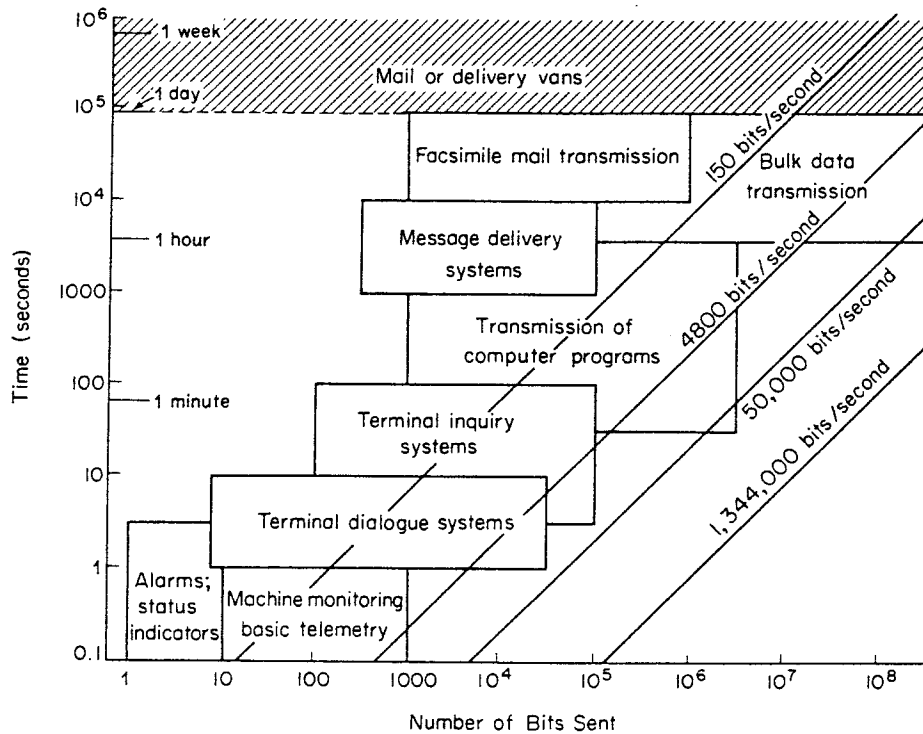 10⁶
1 week
Mail or delivery vans
1 day
10⁵
150 bits/second
Facsimile mail transmission
Bulk data
transmission
10⁴
1 hour
Message delivery
systems
4800 bits/second
1000
50,000 bits/second
Transmission of
computer programs
Time (seconds)
100
1 minute
1,344,000 bits/second
Terminal inquiry
systems
10
Terminal dialogue systems
1
Alarms;
status
indicators
Machine monitoring
basic telemetry
0.1
1 10 100 1000 10⁴ 10⁵ 10⁶ 10⁷ 10⁸
Number of Bits Sent